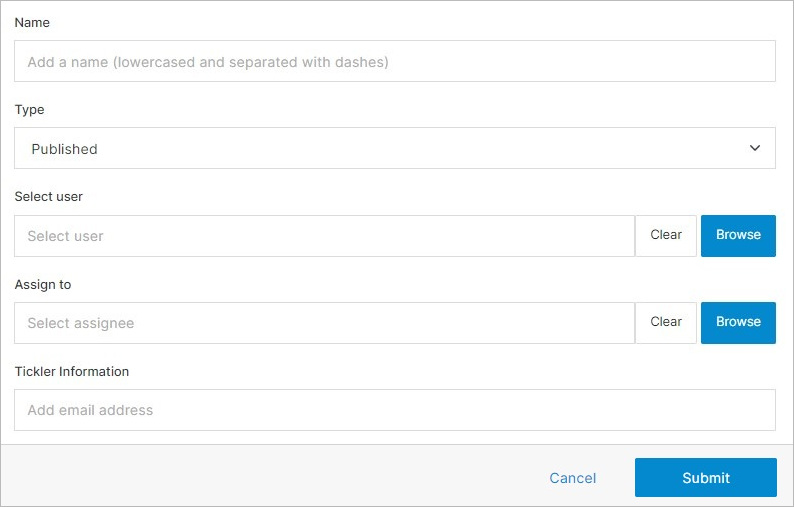 Name
Add a name (lowercased and separated with dashes)
Type
Published
Select user
Select user Clear Browse
Assign to
Select assignee Clear Browse
Tickler Information
Add email address
Cancel Submit